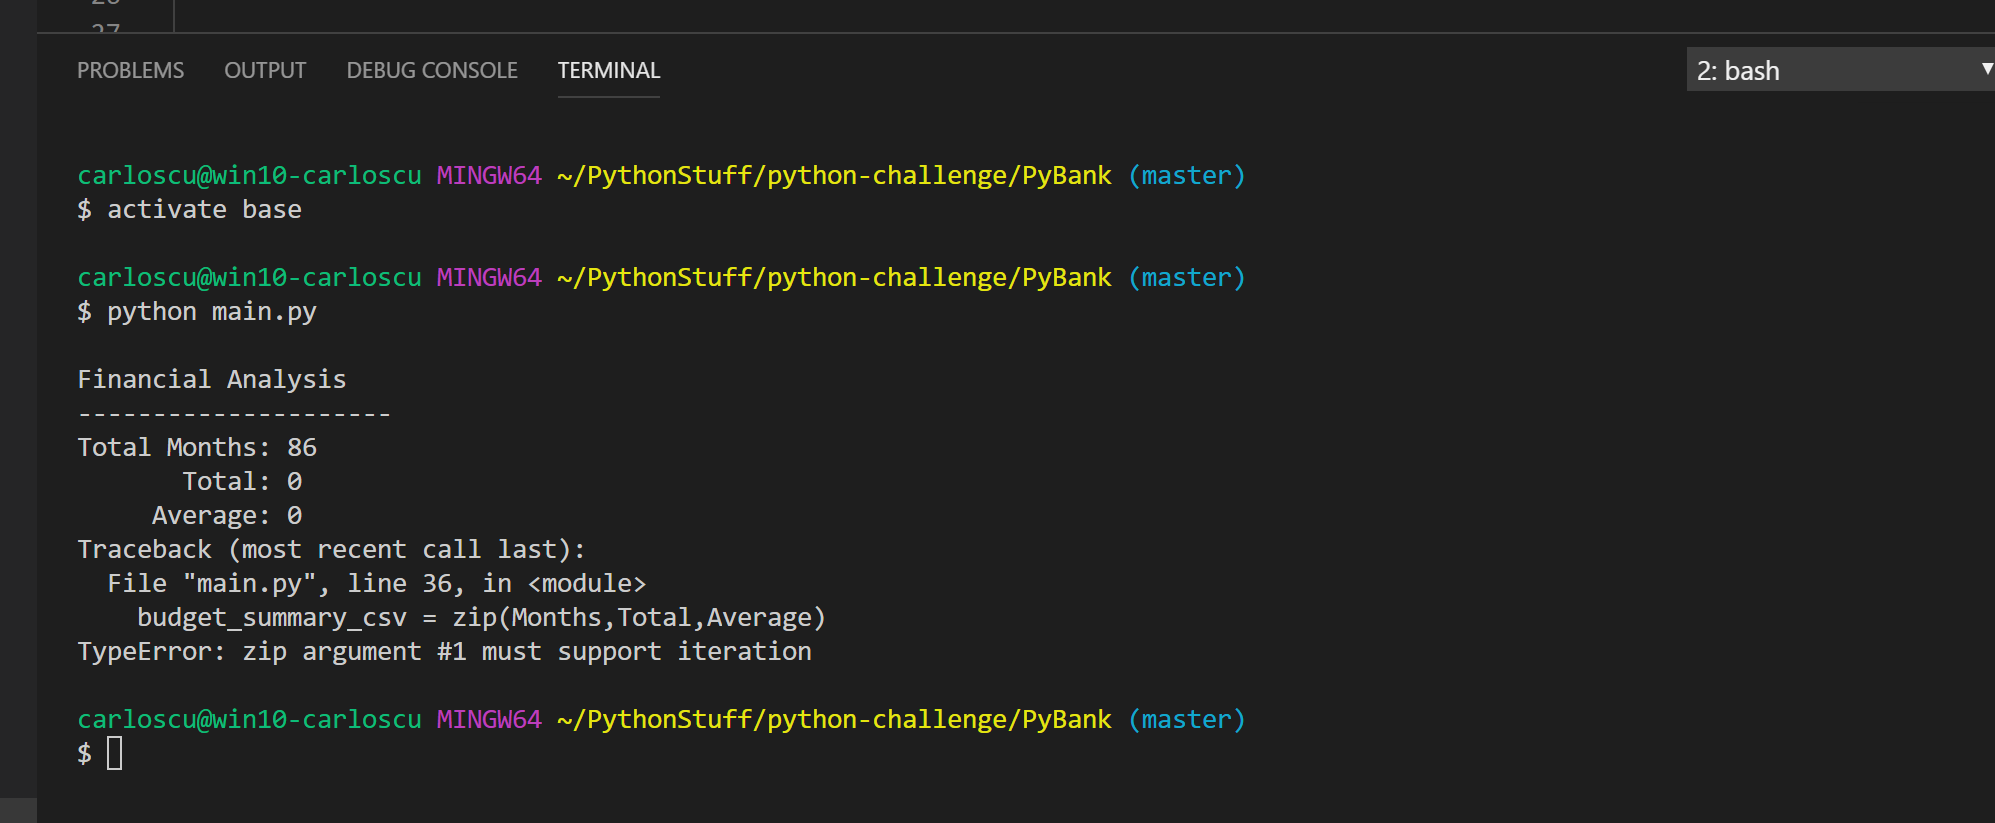 PROBLEMS OUTPUT DEBUG CONSOLE TERMINAL 2: bash
carloscu@win10-carloscu MINGW64 ~/PythonStuff/python-challenge/PyBank (master)
$ activate base
carloscu@win10-carloscu MINGW64 ~/PythonStuff/python-challenge/PyBank (master)
$ python main.py
Financial Analysis
---------------------
Total Months: 86
       Total: 0
     Average: 0
Traceback (most recent call last):
  File "main.py", line 36, in <module>
    budget_summary_csv = zip(Months,Total,Average)
TypeError: zip argument #1 must support iteration
carloscu@win10-carloscu MINGW64 ~/PythonStuff/python-challenge/PyBank (master)
$